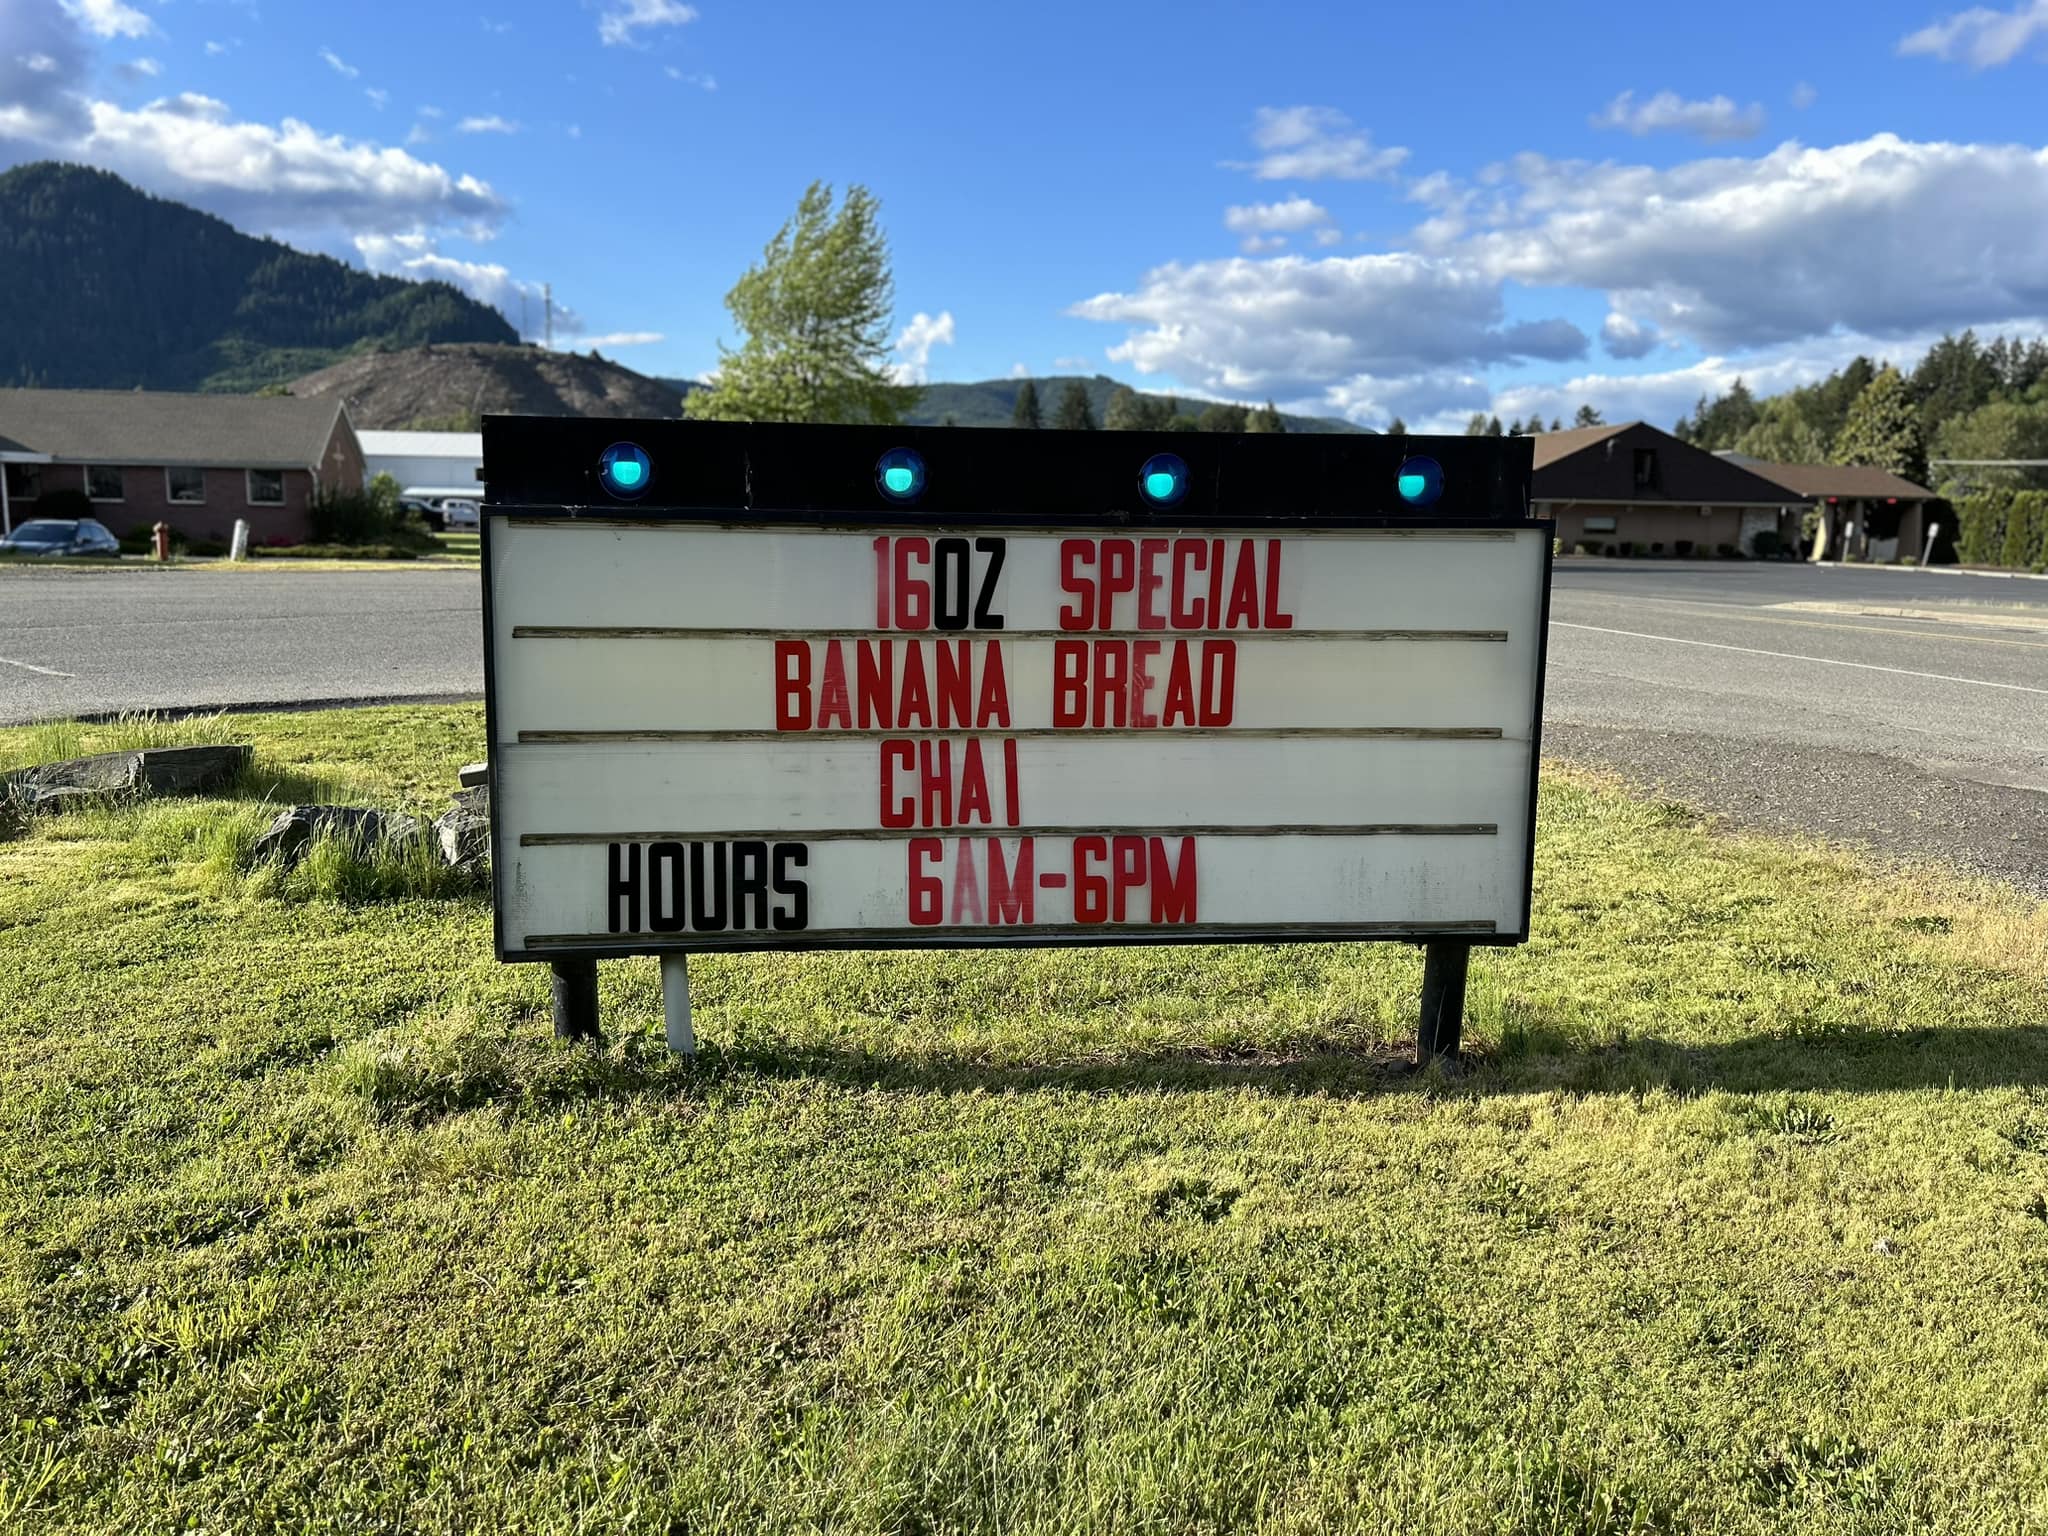 16OZ SPECIAL
BANANA BREAD
CHAI
HOURS 6AM-6PM